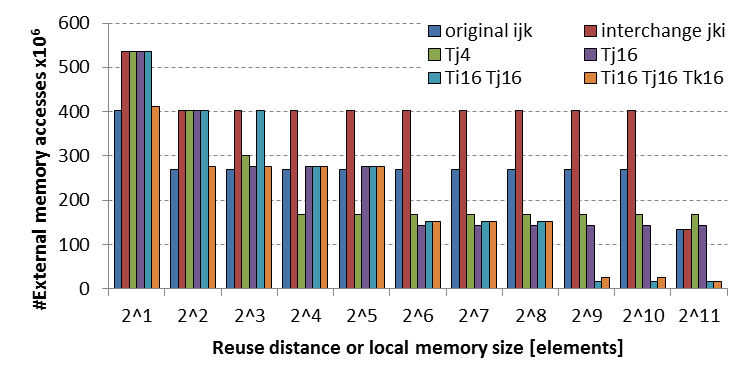 #External memory accesses x10⁶
600
500
400
300
200
100
0
original ijk
interchange jki
Tj4
Tj16
Ti16 Tj16
Ti16 Tj16 Tk16
2^1 2^2 2^3 2^4 2^5 2^6 2^7 2^8 2^9 2^10 2^11
Reuse distance or local memory size [elements]